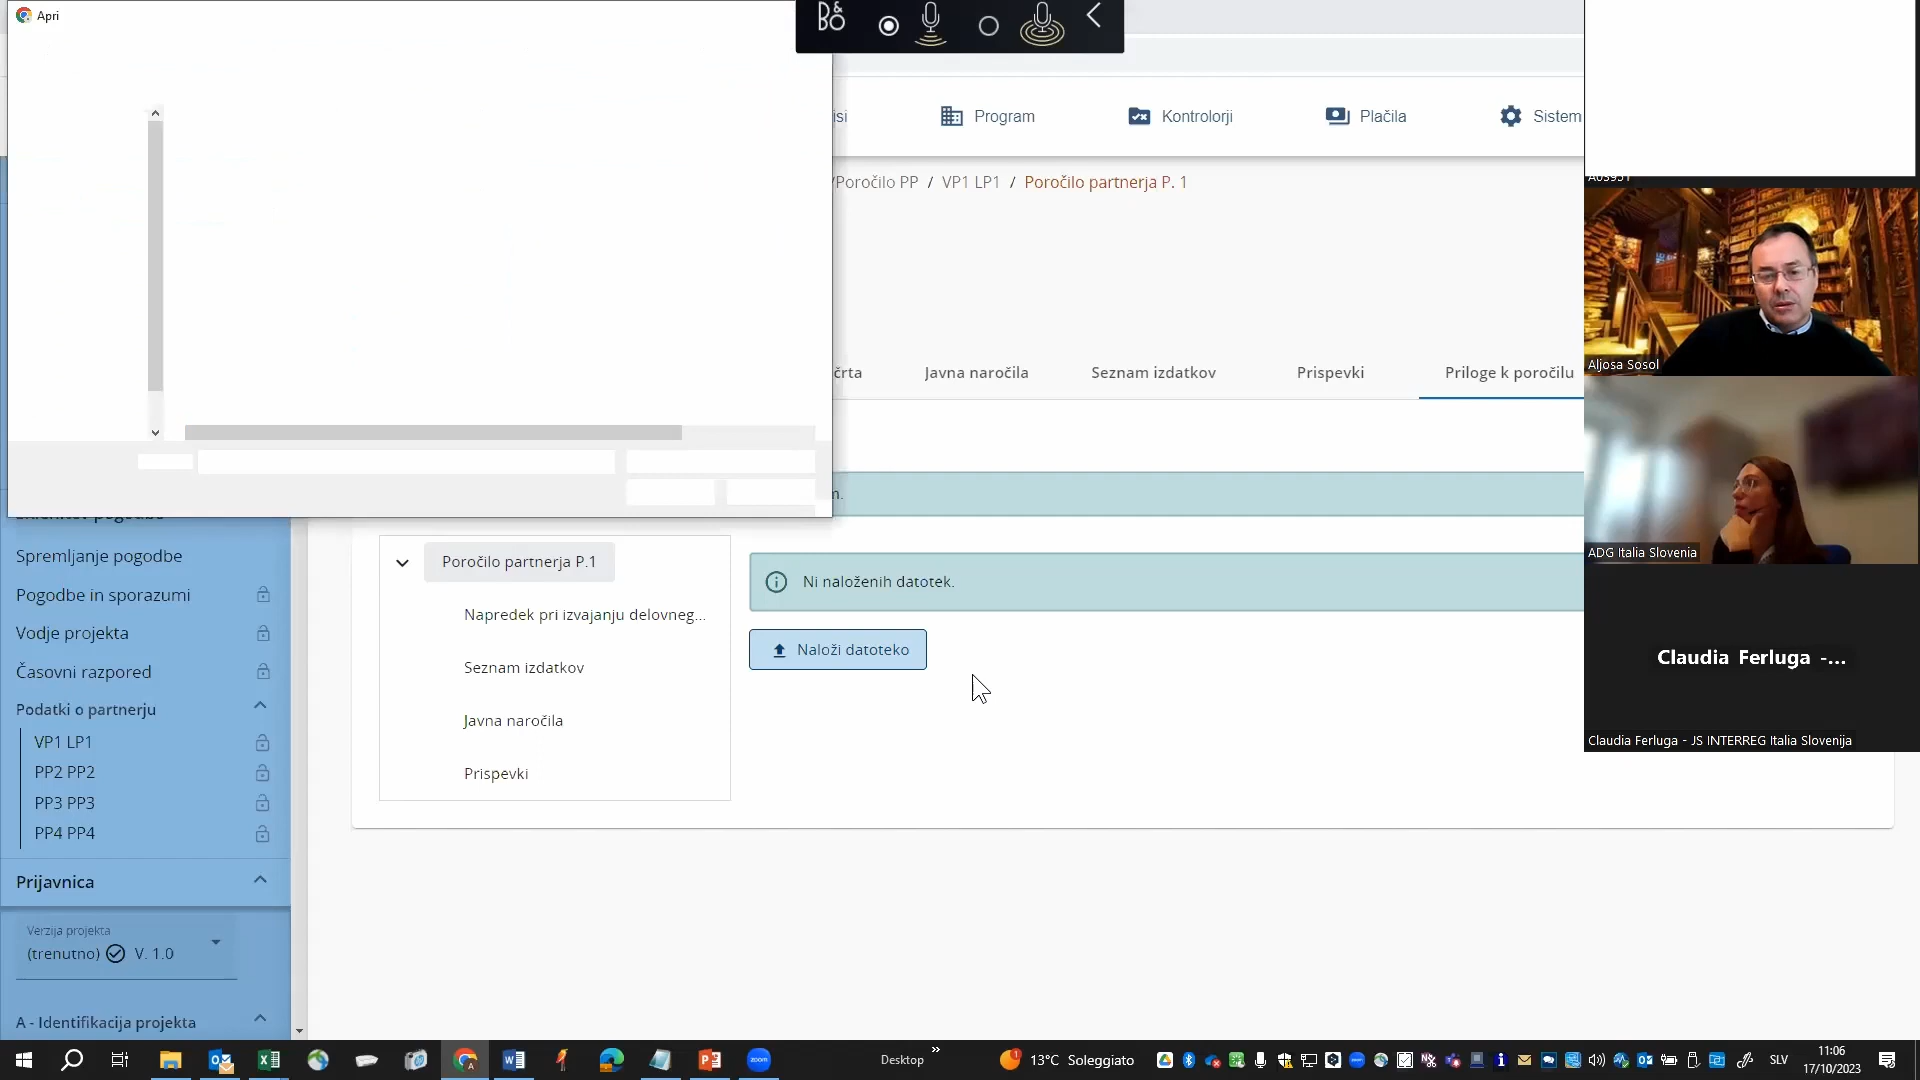 Apri
B&O
isi
Program
Kontrolorji
Plačila
Sistem
/Poročilo PP / VP1 LP1 / Poročilo partnerja P. 1
črta
Javna naročila
Seznam izdatkov
Prispevki
Priloge k poročilu
m.
Poročilo partnerja P.1
Napredek pri izvajanju delovneg...
Seznam izdatkov
Javna naročila
Prispevki
Ni naloženih datotek.
Naloži datoteko
Spremljanje pogodbe
Pogodbe in sporazumi
Vodje projekta
Časovni razpored
Podatki o partnerju
VP1 LP1
PP2 PP2
PP3 PP3
PP4 PP4
Prijavnica
Verzija projekta
(trenutno) V. 1.0
A - Identifikacija projekta
Aljosa Sosol
ADG Italia Slovenia
Claudia Ferluga -...
Claudia Ferluga - JS INTERREG Italia Slovenija
Desktop
13°C Soleggiato
SLV
11:06
17/10/2023